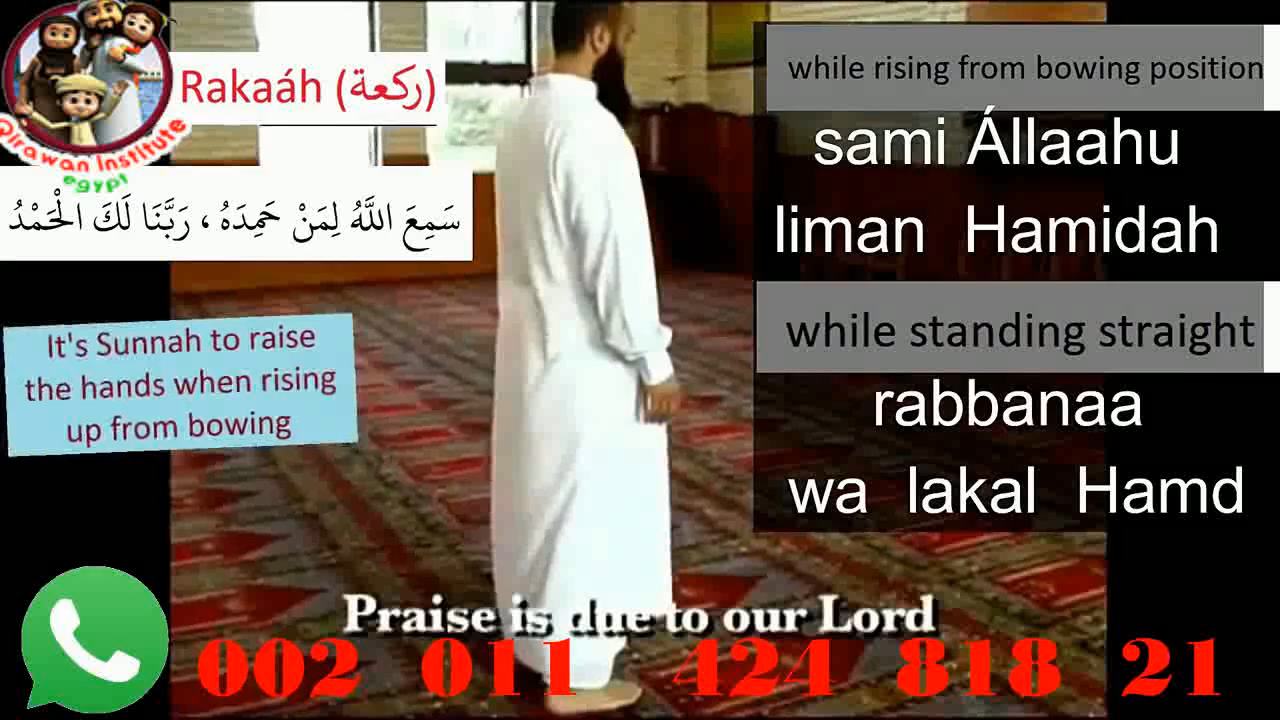 Qirawan Institute
egypt
Rakaáh (ركعة)
سَمِعَ اللَّهُ لِمَنْ حَمِدَهُ ، رَبَّنَا لَكَ الْحَمْدُ
It's Sunnah to raise
the hands when rising
up from bowing
while rising from bowing position
sami Állaahu
liman Hamidah
while standing straight
rabbanaa
wa lakal Hamd
Praise is due to our Lord
002 011 424 818 21